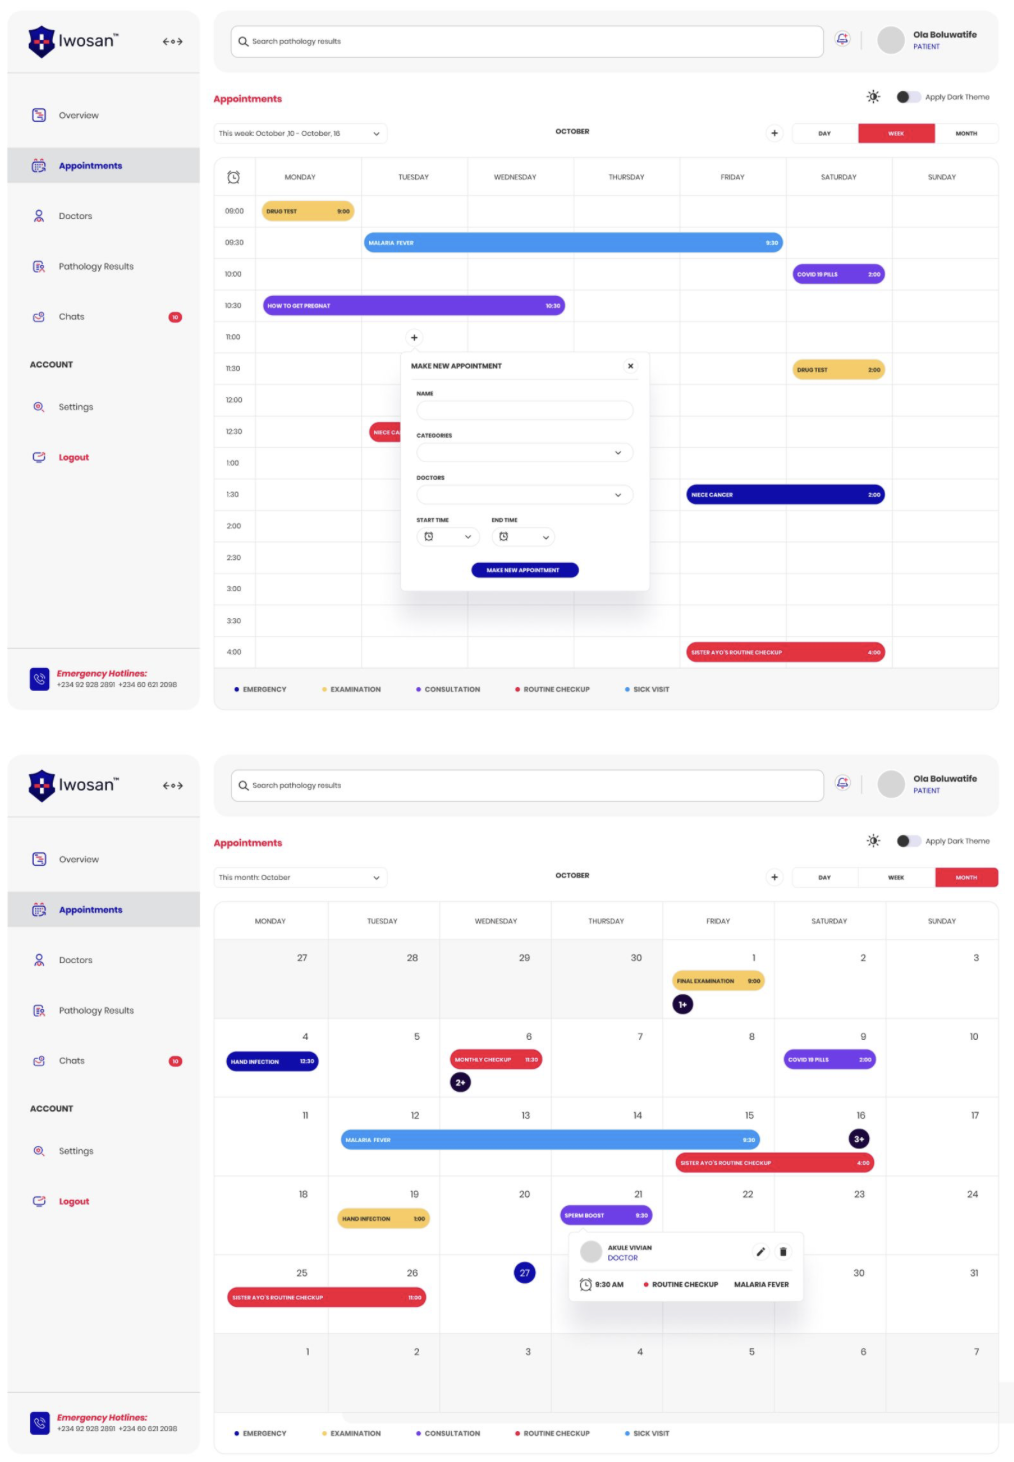 Iwosan™
Search pathology results
Ola Boluwatife
PATIENT
Overview
Appointments
Doctors
Pathology Results
Chats
10
ACCOUNT
Settings
Logout
Emergency Hotlines:
+234 92 928 2891 +234 60 621 2098
Appointments
Apply Dark Theme
This week: October ,10 - October, 16
OCTOBER
+
DAY
WEEK
MONTH
MONDAY TUESDAY WEDNESDAY THURSDAY FRIDAY SATURDAY SUNDAY
09:00 DRUG TEST 9:00
09:30 MALARIA FEVER 9:30
10:00 COVID 19 PILLS 2:00
10:30 HOW TO GET PREGNAT 10:30
11:00 +
MAKE NEW APPOINTMENT
NAME
CATEGORIES
DOCTORS
START TIME END TIME
MAKE NEW APPOINTMENT
11:30 DRUG TEST 2:00
12:00
12:30 NIECE CA
1:00
1:30 NIECE CANCER 2:00
2:00
2:30
3:00
3:30
4:00 SISTER AYO'S ROUTINE CHECKUP 4:00
EMERGENCY EXAMINATION CONSULTATION ROUTINE CHECKUP SICK VISIT
Iwosan™
Search pathology results
Ola Boluwatife
PATIENT
Overview
Appointments
Doctors
Pathology Results
Chats
10
ACCOUNT
Settings
Logout
Emergency Hotlines:
+234 92 928 2891 +234 60 621 2098
Appointments
Apply Dark Theme
This month: October
OCTOBER
+
DAY
WEEK
MONTH
MONDAY TUESDAY WEDNESDAY THURSDAY FRIDAY SATURDAY SUNDAY
27 28 29 30 1 2 3
FINAL EXAMINATION 9:00
1+
4 5 6 7 8 9 10
HAND INFECTION 12:30 MONTHLY CHECKUP 11:30 COVID 19 PILLS 2:00
2+
11 12 13 14 15 16 17
MALARIA FEVER 9:30 3+
SISTER AYO'S ROUTINE CHECKUP 4:00
18 19 20 21 22 23 24
HAND INFECTION 1:00 SPERM BOOST 9:30
AKULE VIVIAN
DOCTOR
9:30 AM ROUTINE CHECKUP MALARIA FEVER
25 26 27 30 31
SISTER AYO'S ROUTINE CHECKUP 11:00
1 2 3 4 5 6 7
EMERGENCY EXAMINATION CONSULTATION ROUTINE CHECKUP SICK VISIT